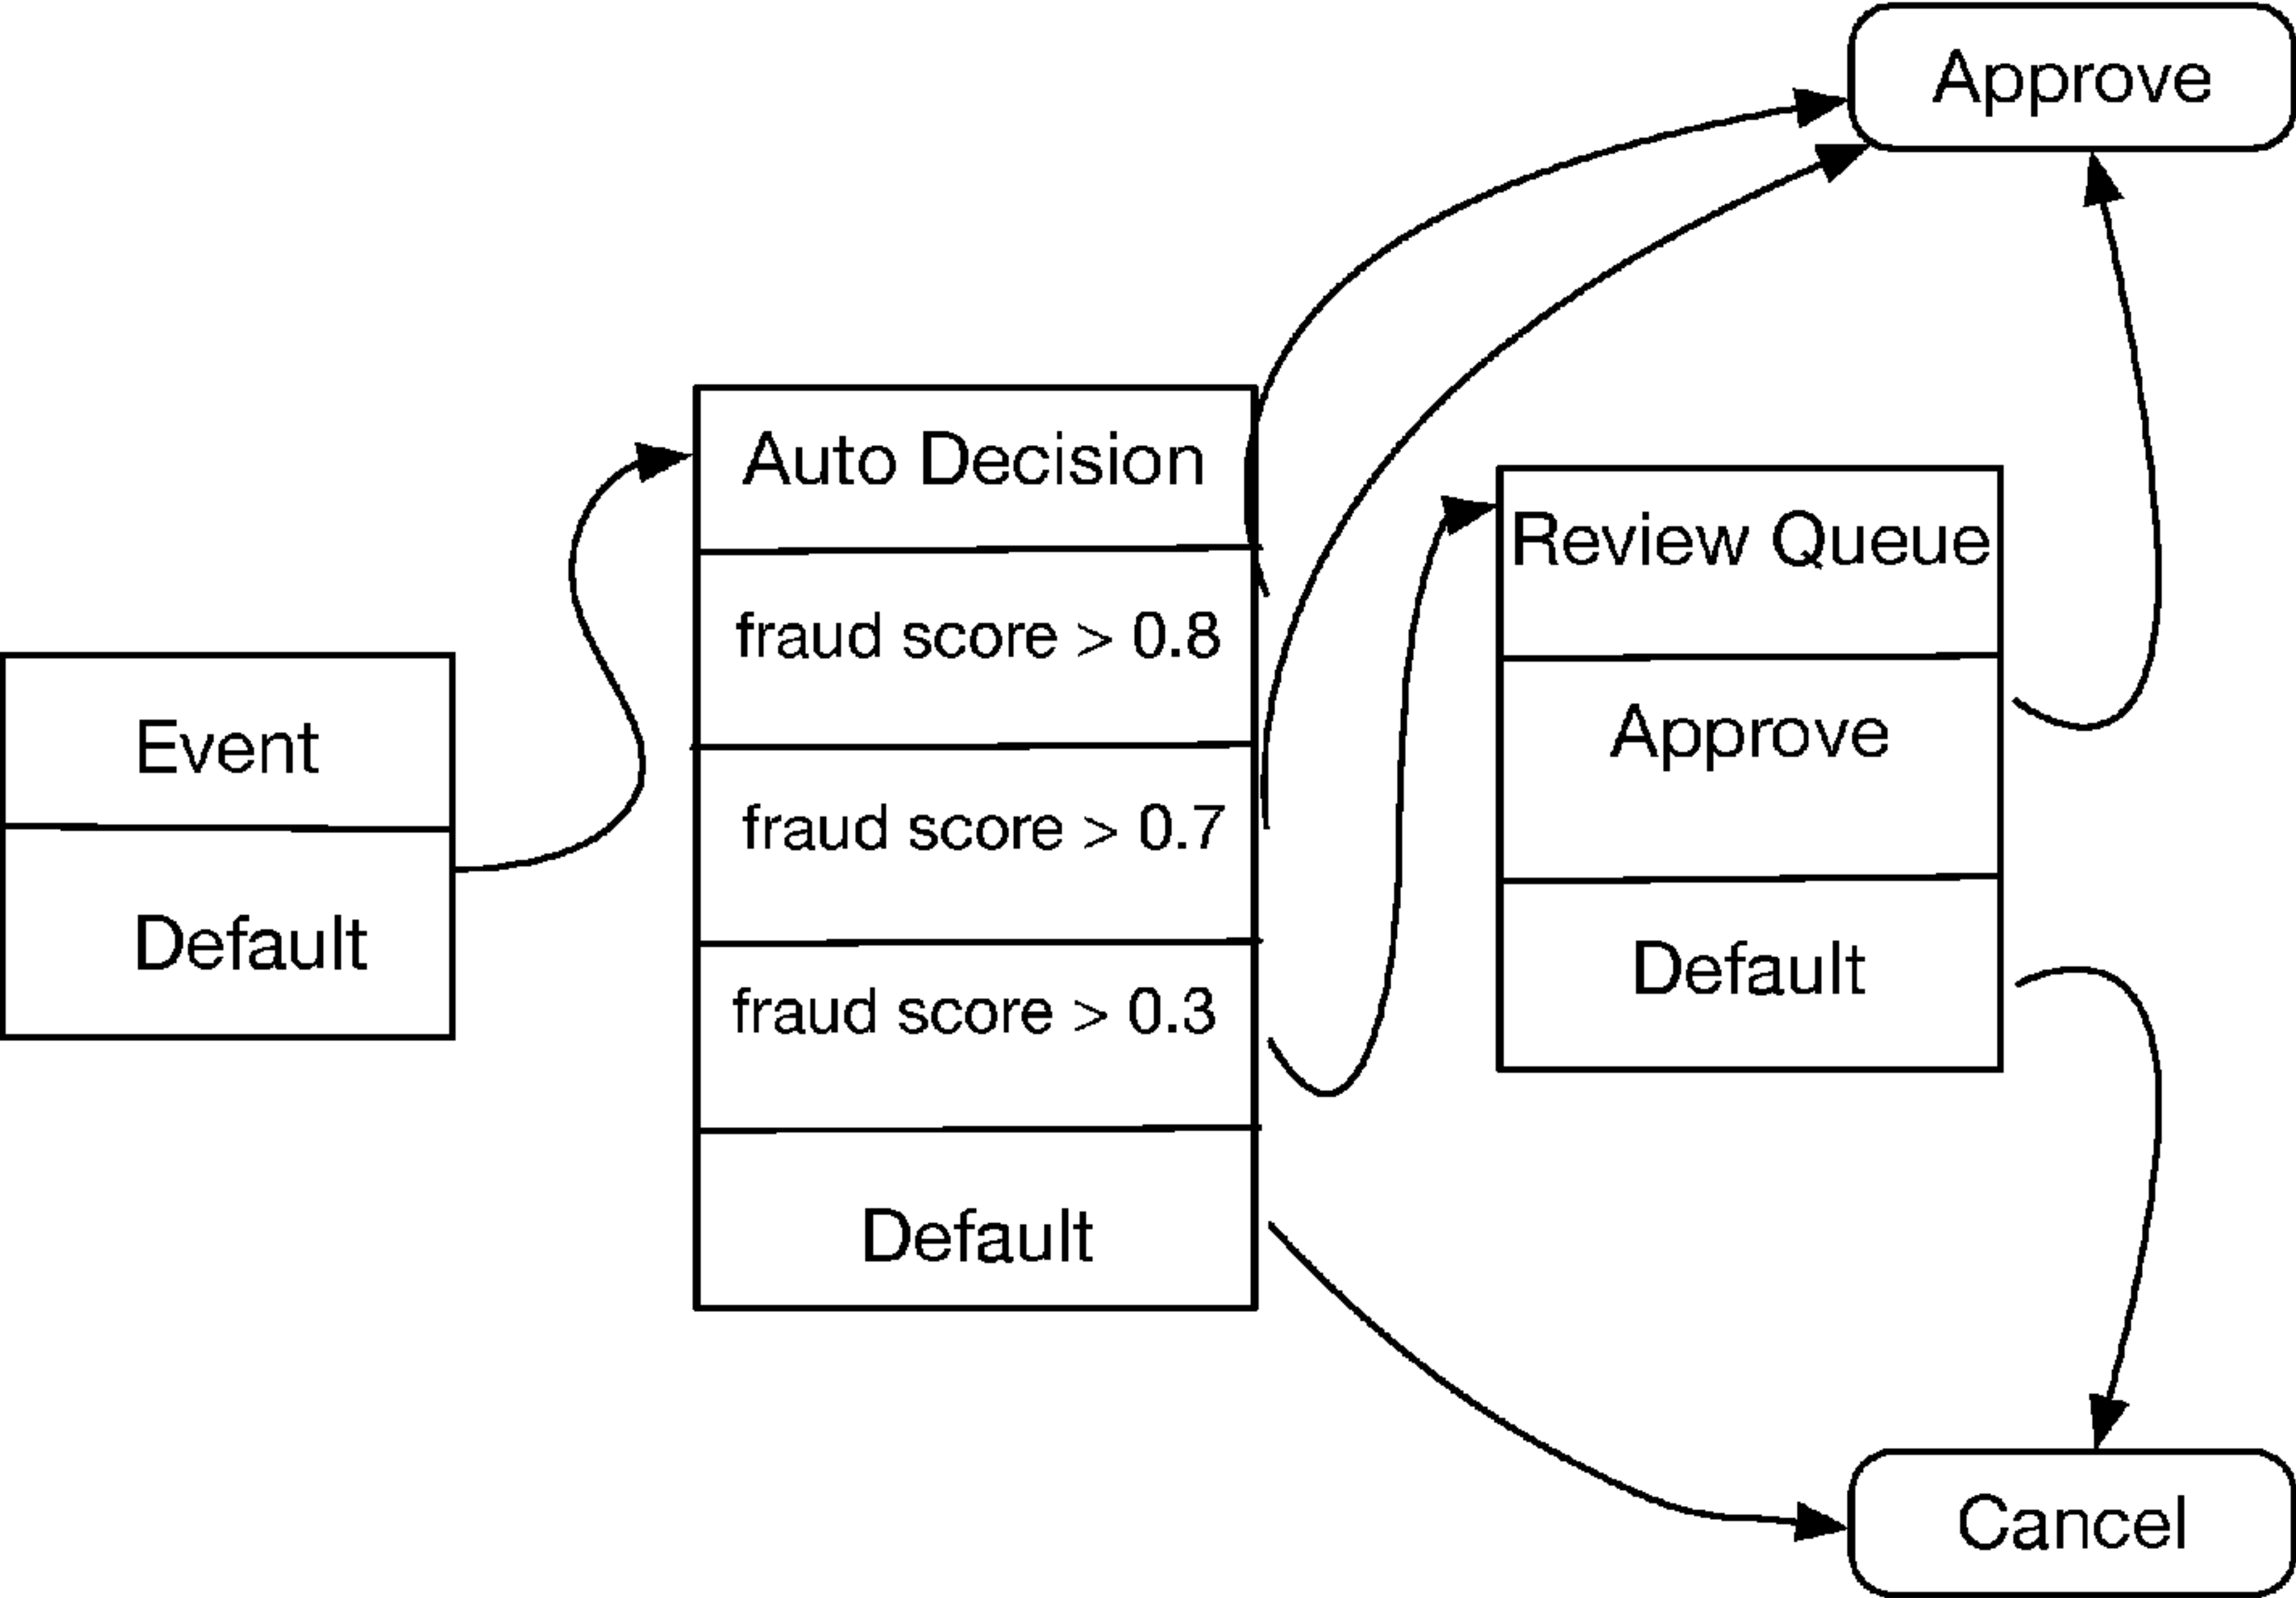 Approve
Auto Decision
fraud score > 0.8
fraud score > 0.7
fraud score > 0.3
Default
Event
Default
Review Queue
Approve
Default
Cancel